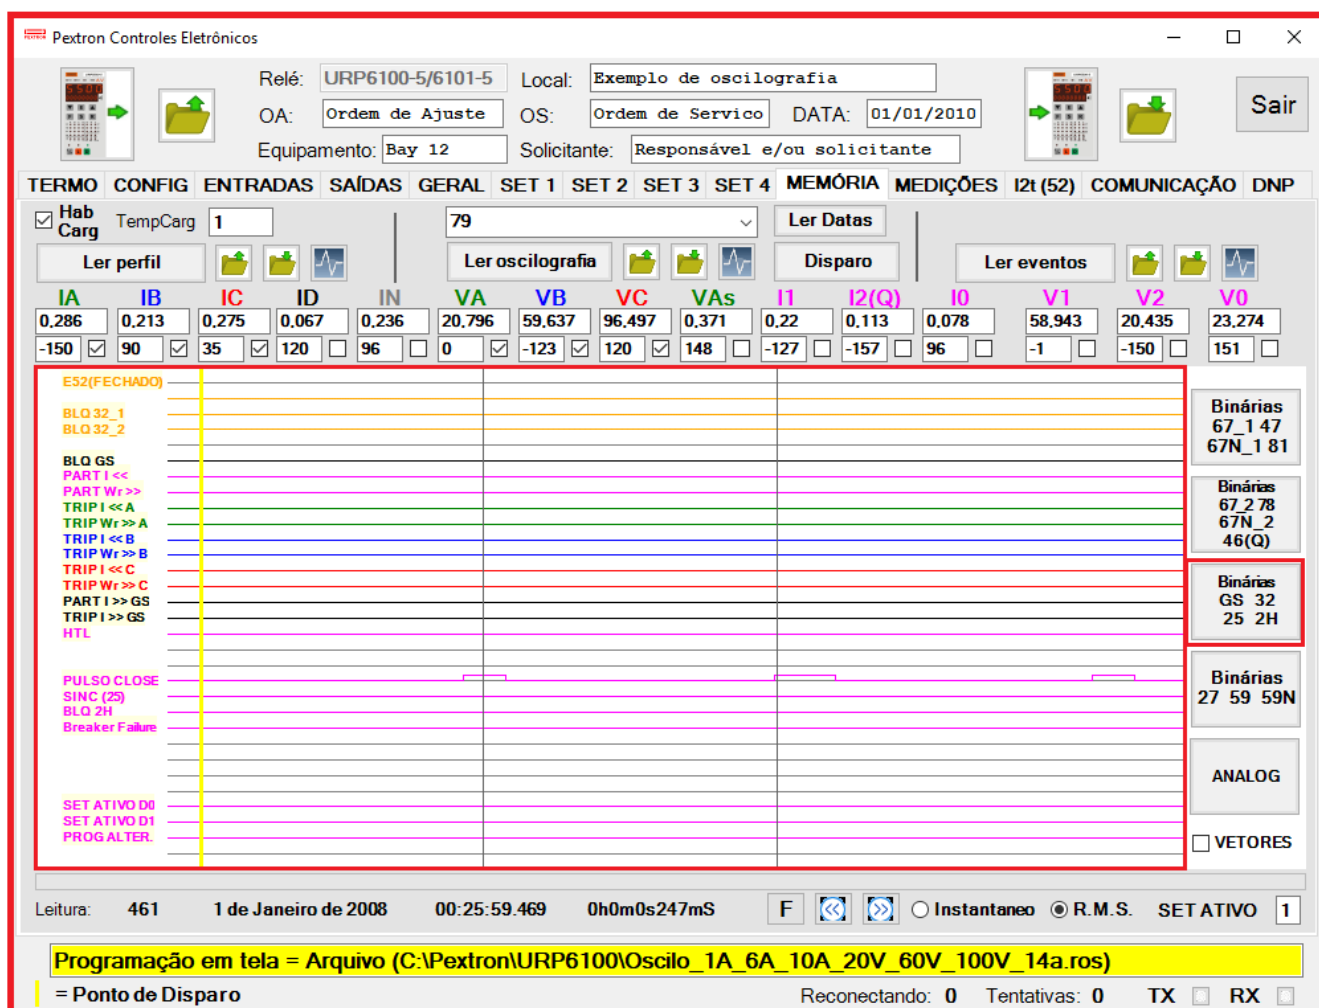 Pextron Controles Eletrônicos
Relé: URP6100-5/6101-5 Local: Exemplo de oscilografia
OA: Ordem de Ajuste OS: Ordem de Servico DATA: 01/01/2010
Sair
Equipamento: Bay 12 Solicitante: Responsável e/ou solicitante
TERMO CONFIG ENTRADAS SAÍDAS GERAL SET 1 SET 2 SET 3 SET 4 MEMÓRIA MEDIÇÕES I2t (52) COMUNICAÇÃO DNP
Hab Carg TempCarg 1 79 Ler Datas
Ler perfil Ler oscilografia Disparo Ler eventos
IA IB IC ID IN VA VB VC VAs I1 I2(Q) I0 V1 V2 V0
0,286 0,213 0,275 0,067 0,236 20,796 59,637 96,497 0,371 0,22 0,113 0,078 58,943 20,435 23,274
-150 90 35 120 96 0 -123 120 148 -127 -157 96 -1 -150 151
E52(FECHADO)
BLQ 32_1
BLQ 32_2
BLQ GS
PART I <<
PART Wr >>
TRIP I << A
TRIP Wr >> A
TRIP I << B
TRIP Wr >> B
TRIP I << C
TRIP Wr >> C
PART I >> GS
TRIP I >> GS
HTL
PULSO CLOSE
SINC (25)
BLQ 2H
Breaker Failure
SET ATIVO D0
SET ATIVO D1
PROG ALTER.
Binárias
67_1 47
67N_1 81
Binárias
67_2 78
67N_2
46(Q)
Binárias
GS 32
25 2H
Binárias
27 59 59N
ANALOG
VETORES
Leitura: 461 1 de Janeiro de 2008 00:25:59.469 0h0m0s247mS F Instantaneo R.M.S. SET ATIVO 1
Programação em tela = Arquivo (C:\Pextron\URP6100\Oscilo_1A_6A_10A_20V_60V_100V_14a.ros)
= Ponto de Disparo Reconectando: 0 Tentativas: 0 TX RX